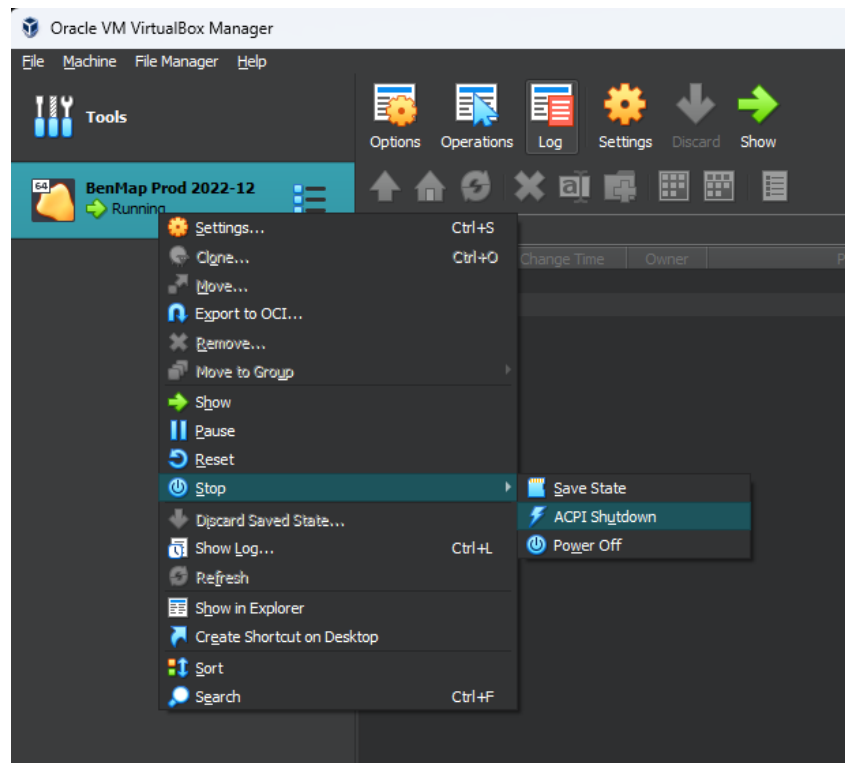 Oracle VM VirtualBox Manager
File Machine File Manager Help
Tools
Options Operations Log Settings Discard Show
64
BenMap Prod 2022-12
Running
Change Time Owner P
Settings... Ctrl+S
Clone... Ctrl+O
Move...
Export to OCI...
Remove...
Move to Group
Show
Pause
Reset
Stop
Save State
ACPI Shutdown
Power Off
Discard Saved State...
Show Log... Ctrl+L
Refresh
Show in Explorer
Create Shortcut on Desktop
Sort
Search Ctrl+F